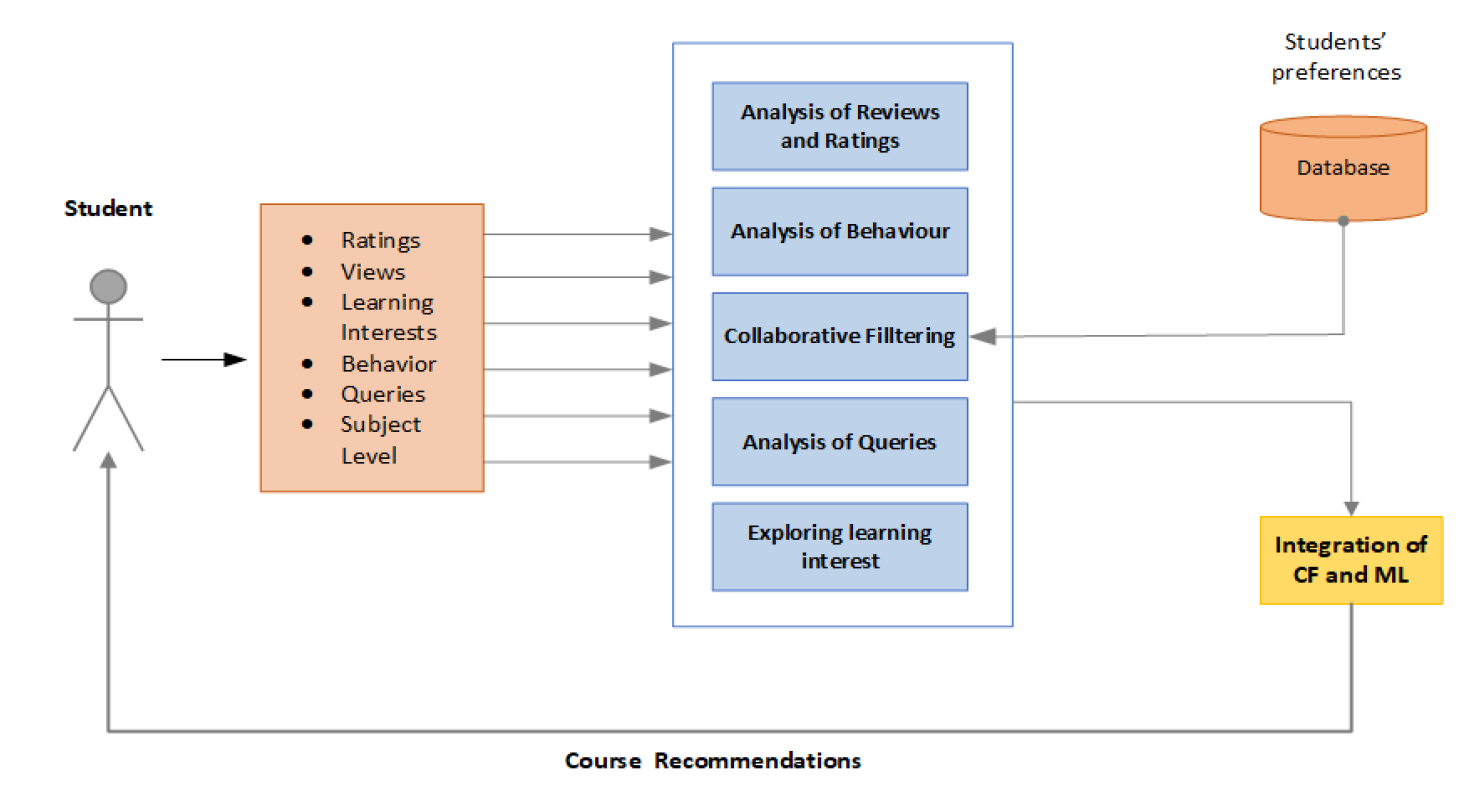 Student
● Ratings
● Views
● Learning
Interests
● Behavior
● Queries
● Subject
Level
Analysis of Reviews
and Ratings
Analysis of Behaviour
Collaborative Filltering
Analysis of Queries
Exploring learning
interest
Students’
preferences
Database
Integration of
CF and ML
Course Recommendations